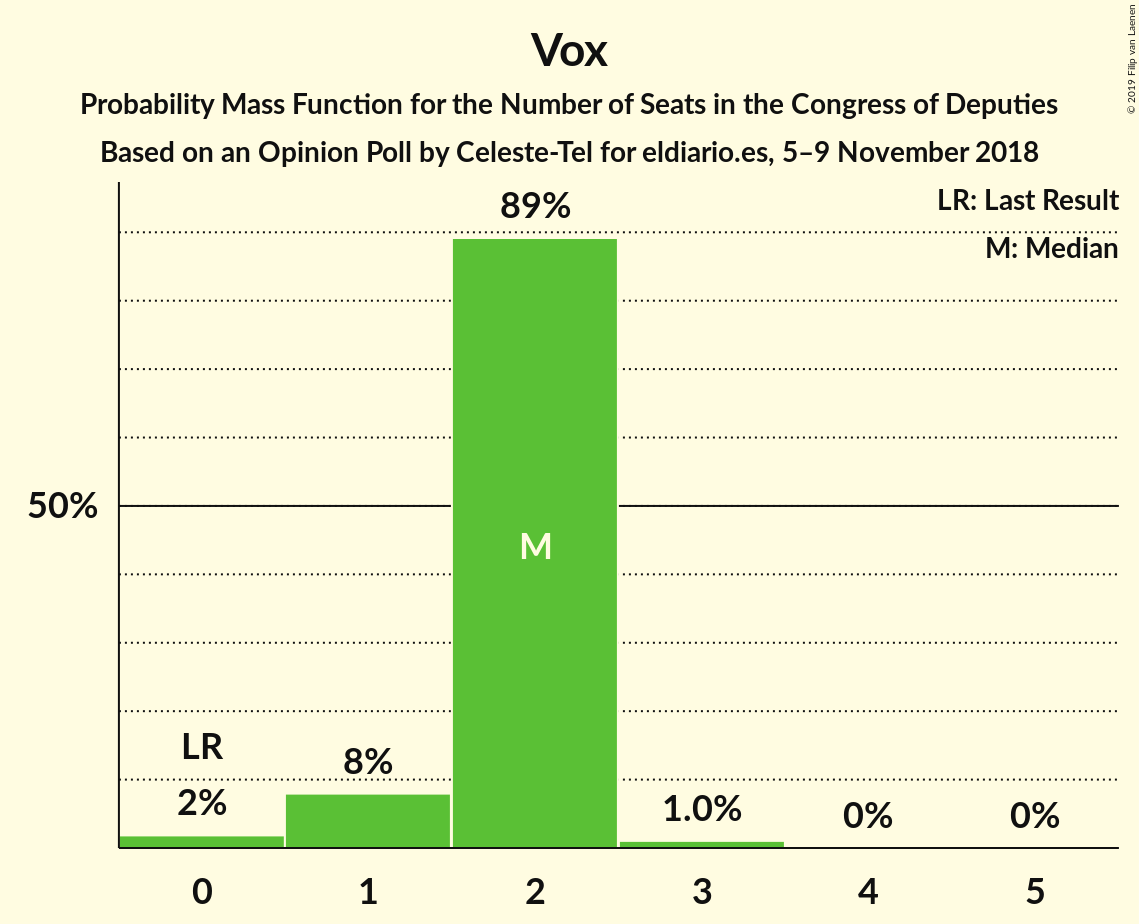 Vox
Probability Mass Function for the Number of Seats in the Congress of Deputies
Based on an Opinion Poll by Celeste-Tel for eldiario.es, 5–9 November 2018
© 2019 Filip van Laenen
LR: Last Result
M: Median
89%
50%
M
LR
2%
8%
1.0%
0%
0%
0 1 2 3 4 5